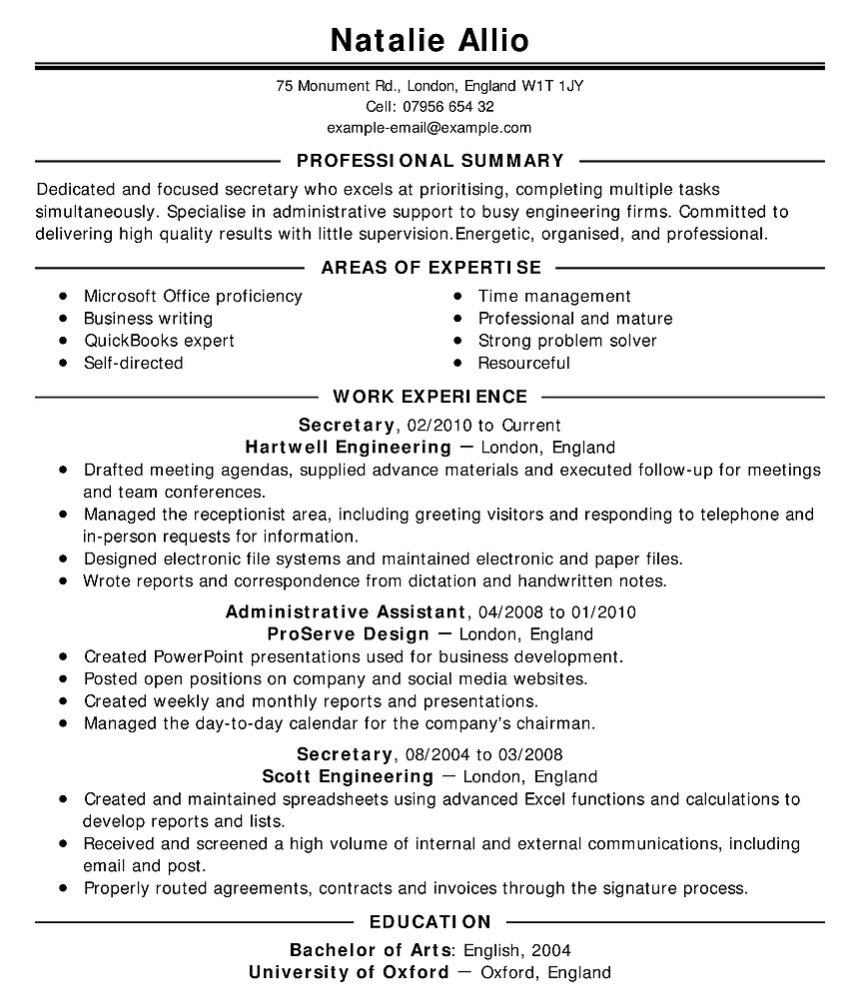 Natalie Allio
75 Monument Rd., London, England W1T 1JY
Cell: 07956 654 32
example-email@example.com
PROFESSIONAL SUMMARY
Dedicated and focused secretary who excels at prioritising, completing multiple tasks
simultaneously. Specialise in administrative support to busy engineering firms. Committed to
delivering high quality results with little supervision.Energetic, organised, and professional.
AREAS OF EXPERTISE
• Microsoft Office proficiency
• Business writing
• QuickBooks expert
• Self-directed
• Time management
• Professional and mature
• Strong problem solver
• Resourceful
WORK EXPERIENCE
Secretary, 02/2010 to Current
Hartwell Engineering — London, England
• Drafted meeting agendas, supplied advance materials and executed follow-up for meetings
and team conferences.
• Managed the receptionist area, including greeting visitors and responding to telephone and
in-person requests for information.
• Designed electronic file systems and maintained electronic and paper files.
• Wrote reports and correspondence from dictation and handwritten notes.
Administrative Assistant, 04/2008 to 01/2010
ProServe Design — London, England
• Created PowerPoint presentations used for business development.
• Posted open positions on company and social media websites.
• Created weekly and monthly reports and presentations.
• Managed the day-to-day calendar for the company's chairman.
Secretary, 08/2004 to 03/2008
Scott Engineering — London, England
• Created and maintained spreadsheets using advanced Excel functions and calculations to
develop reports and lists.
• Received and screened a high volume of internal and external communications, including
email and post.
• Properly routed agreements, contracts and invoices through the signature process.
EDUCATION
Bachelor of Arts: English, 2004
University of Oxford — Oxford, England